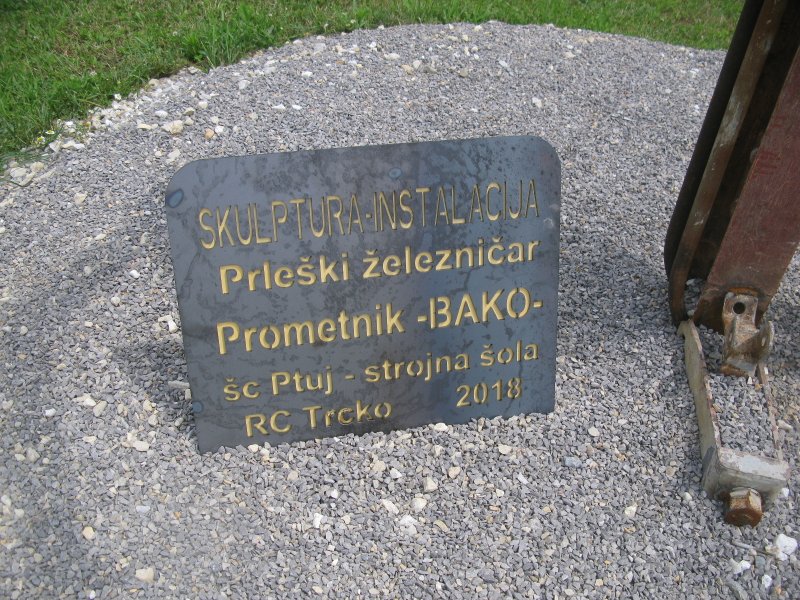 SKULPTURA-INSTALACIJA
Prleški železničar
Prometnik -BAKO-
šc Ptuj - strojna šola
RC Trcko 2018